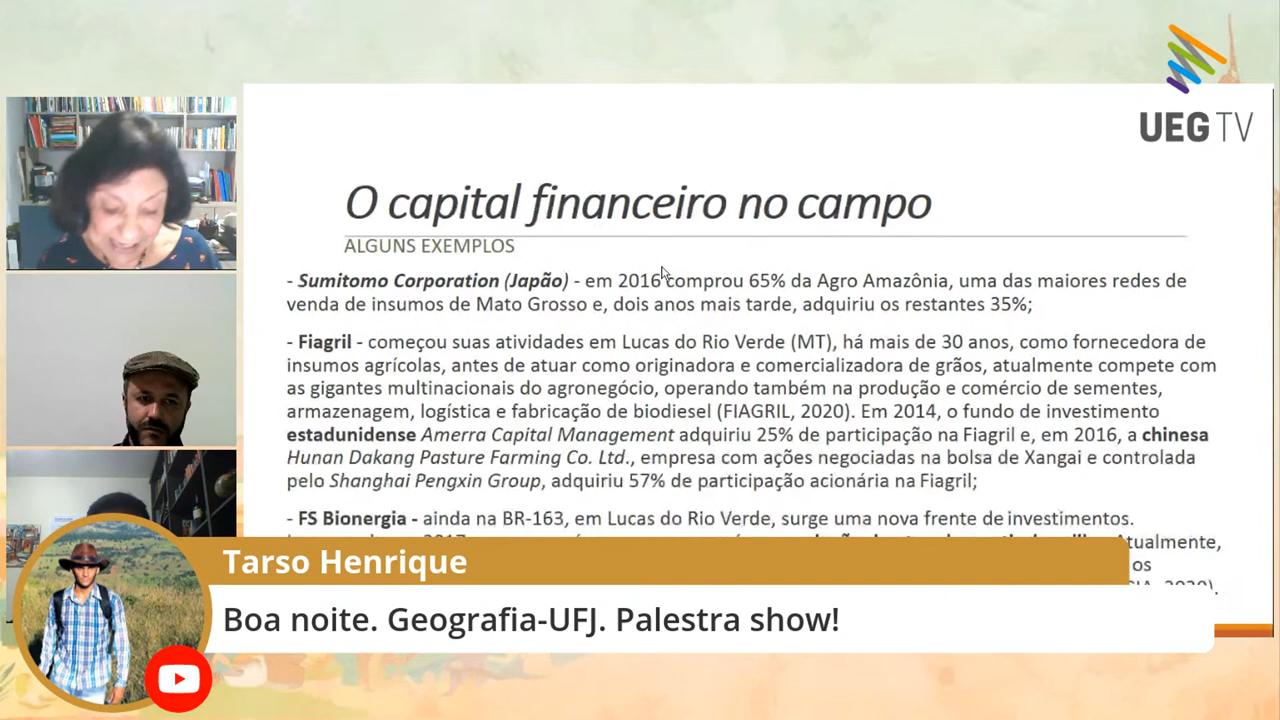 UEG TV
O capital financeiro no campo
ALGUNS EXEMPLOS
- Sumitomo Corporation (Japão) - em 2016 comprou 65% da Agro Amazônia, uma das maiores redes de
venda de insumos de Mato Grosso e, dois anos mais tarde, adquiriu os restantes 35%;
- Fiagril - começou suas atividades em Lucas do Rio Verde (MT), há mais de 30 anos, como fornecedora de
insumos agrícolas, antes de atuar como originadora e comercializadora de grãos, atualmente compete com
as gigantes multinacionais do agronegócio, operando também na produção e comércio de sementes,
armazenagem, logística e fabricação de biodiesel (FIAGRIL, 2020). Em 2014, o fundo de investimento
estadunidense Amerra Capital Management adquiriu 25% de participação na Fiagril e, em 2016, a chinesa
Hunan Dakang Pasture Farming Co. Ltd., empresa com ações negociadas na bolsa de Xangai e controlada
pelo Shanghai Pengxin Group, adquiriu 57% de participação acionária na Fiagril;
- FS Bionergia - ainda na BR-163, em Lucas do Rio Verde, surge uma nova frente de investimentos.
Atualmente,
os
2020).
Tarso Henrique
Boa noite. Geografia-UFJ. Palestra show!